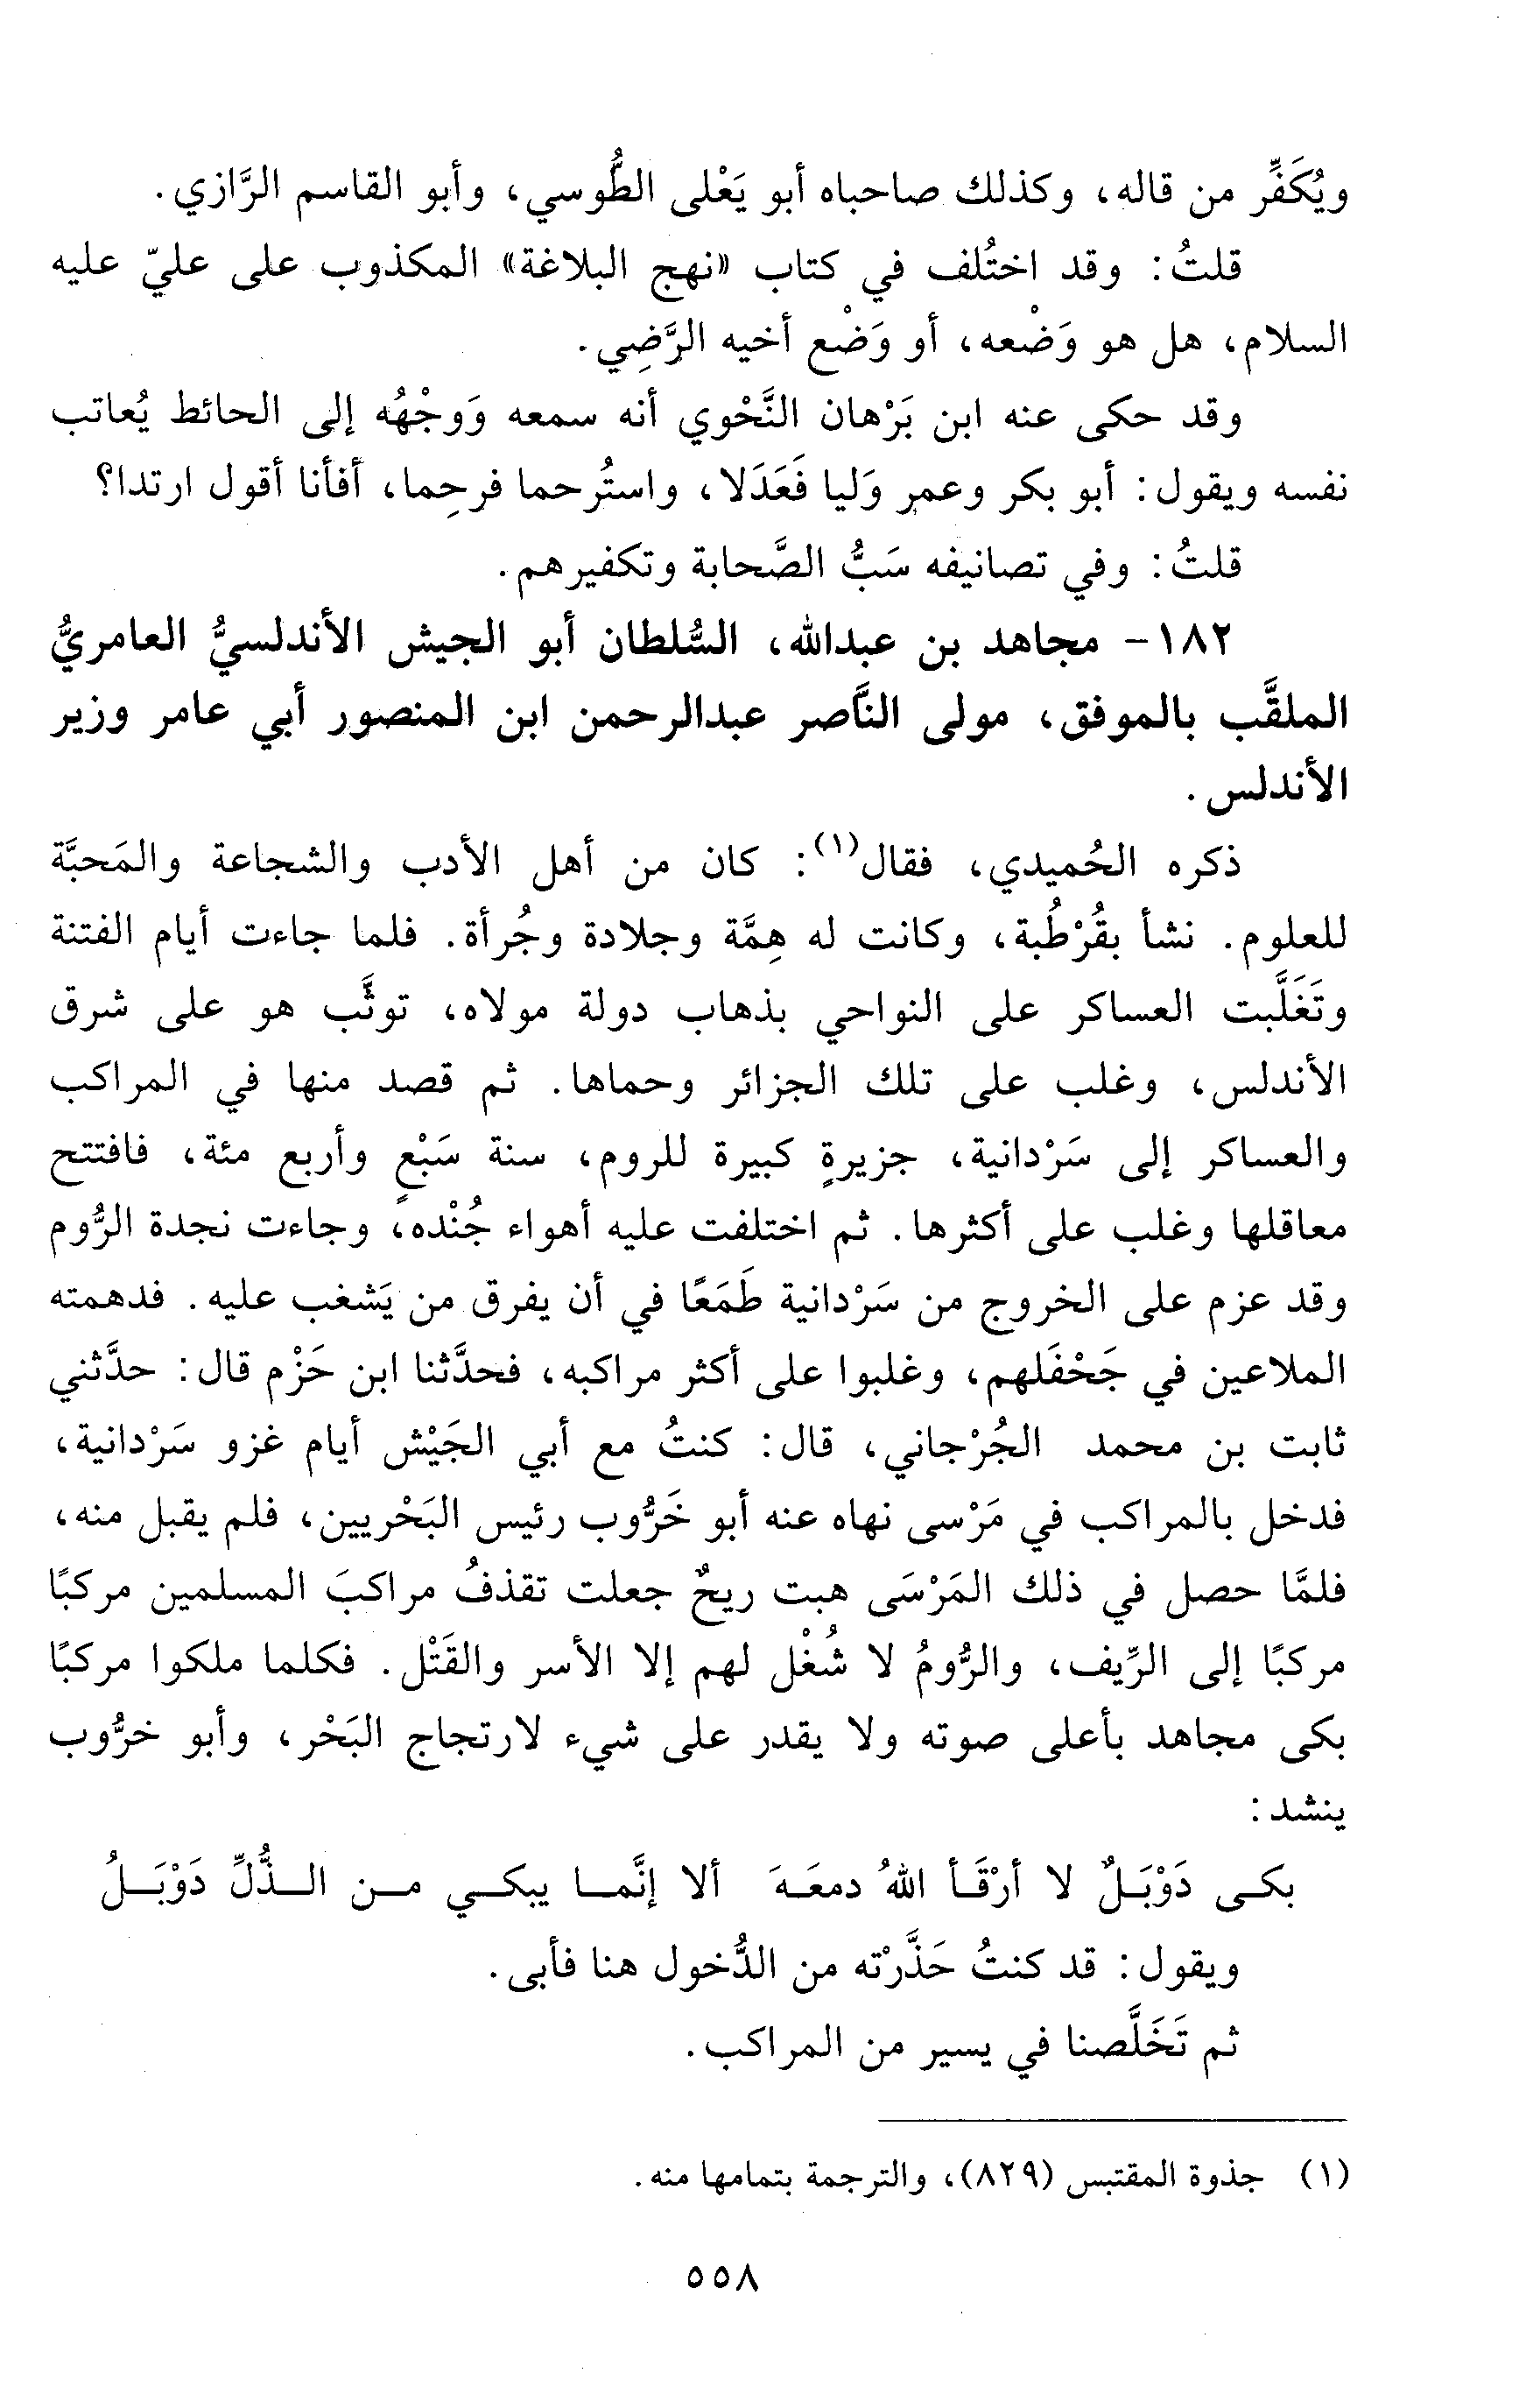 ويُكَفِّر من قاله، وكذلك صاحباه أبو يَعْلى الطُّوسي، وأبو القاسم الرَّازي.
قلتُ: وقد اختُلف في كتاب «نهج البلاغة» المكذوب على عليّ عليه
السلام، هل هو وَضْعه، أو وَضْع أخيه الرَّضِي.
وقد حكى عنه ابن بَرْهان النَّحْوي أنه سمعه وَوجْهُه إلى الحائط يُعاتب
نفسه ويقول: أبو بكر وعمر وَليا فَعَدَلا، واستُرحما فرحِما، أفأنا أقول ارتدا؟
قلتُ: وفي تصانيفه سَبُّ الصَّحابة وتكفيرهم.
١٨٢- مجاهد بن عبدالله، السُّلطان أبو الجيش الأندلسيُّ العامريُّ
الملقَّب بالموفق، مولى النَّاصر عبدالرحمن ابن المنصور أبي عامر وزير
الأندلس.
ذكره الحُميدي، فقال(١): كان من أهل الأدب والشجاعة والمَحبَّة
للعلوم. نشأ بقُرْطُبة، وكانت له هِمَّة وجلادة وجُرأة. فلما جاءت أيام الفتنة
وتَغَلَّبت العساكر على النواحي بذهاب دولة مولاه، توثَّب هو على شرق
الأندلس، وغلب على تلك الجزائر وحماها. ثم قصد منها في المراكب
والعساكر إلى سَرْدانية، جزيرةٍ كبيرة للروم، سنة سَبْعٍ وأربع مئة، فافتتح
معاقلها وغلب على أكثرها. ثم اختلفت عليه أهواء جُنْده، وجاءت نجدة الرُّوم
وقد عزم على الخروج من سَرْدانية طَمَعًا في أن يفرق من يَشغب عليه. فدهمته
الملاعين في جَحْفَلهم، وغلبوا على أكثر مراكبه، فحدَّثنا ابن حَزْم قال: حدَّثني
ثابت بن محمد الجُرْجاني، قال: كنتُ مع أبي الجَيْش أيام غزو سَرْدانية،
فدخل بالمراكب في مَرْسى نهاه عنه أبو خَرُّوب رئيس البَحْريين، فلم يقبل منه،
فلمَّا حصل في ذلك المَرْسَى هبت ريحٌ جعلت تقذفُ مراكبَ المسلمين مركبًا
مركبًا إلى الرِّيف، والرُّومُ لا شُغْل لهم إلا الأسر والقَتْل. فكلما ملكوا مركبًا
بكى مجاهد بأعلى صوته ولا يقدر على شيء لارتجاج البَحْر، وأبو خرُّوب
ينشد:
بكـى دَوْبَـلٌ لا أرْقَـأ اللهُ دمعَـهَ ألا إنَّمـا يبكـي مـن الـذُّلِّ دَوْبَـلُ
ويقول: قد كنتُ حَذَّرْته من الدُّخول هنا فأبى.
ثم تَخَلَّصنا في يسير من المراكب.
(١) جذوة المقتبس (٨٢٩)، والترجمة بتمامها منه.
٥٥٨